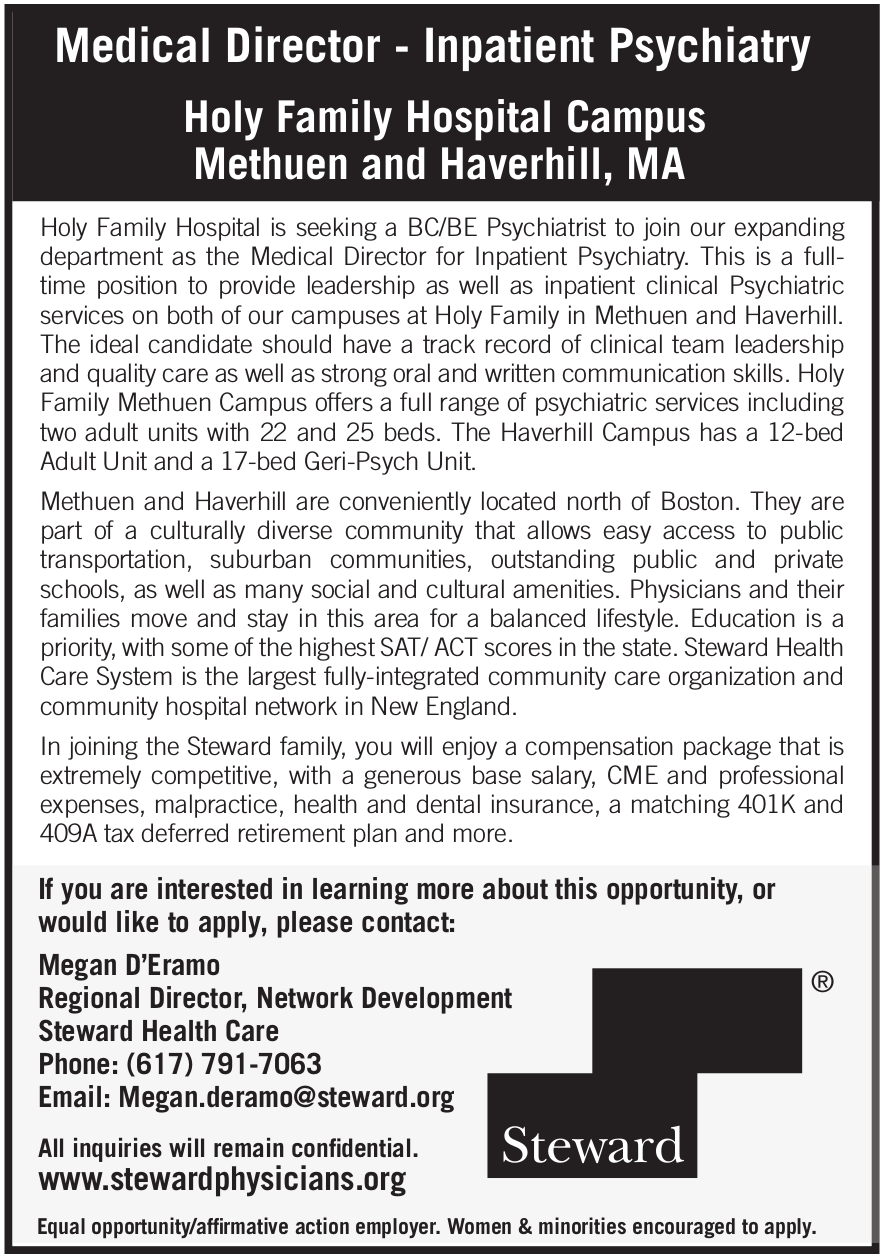 Medical Director - Inpatient Psychiatry
Holy Family Hospital Campus
Methuen and Haverhill, MA
Holy Family Hospital is seeking a BC/BE Psychiatrist to join our expanding
department as the Medical Director for Inpatient Psychiatry. This is a full-
time position to provide leadership as well as inpatient clinical Psychiatric
services on both of our campuses at Holy Family in Methuen and Haverhill.
The ideal candidate should have a track record of clinical team leadership
and quality care as well as strong oral and written communication skills. Holy
Family Methuen Campus offers a full range of psychiatric services including
two adult units with 22 and 25 beds. The Haverhill Campus has a 12-bed
Adult Unit and a 17-bed Geri-Psych Unit.
Methuen and Haverhill are conveniently located north of Boston. They are
part of a culturally diverse community that allows easy access to public
transportation, suburban communities, outstanding public and private
schools, as well as many social and cultural amenities. Physicians and their
families move and stay in this area for a balanced lifestyle. Education is a
priority, with some of the highest SAT/ ACT scores in the state. Steward Health
Care System is the largest fully-integrated community care organization and
community hospital network in New England.
In joining the Steward family, you will enjoy a compensation package that is
extremely competitive, with a generous base salary, CME and professional
expenses, malpractice, health and dental insurance, a matching 401K and
409A tax deferred retirement plan and more.
If you are interested in learning more about this opportunity, or
would like to apply, please contact:
Megan D’Eramo
Regional Director, Network Development
Steward Health Care
Phone: (617) 791-7063
Email: Megan.deramo@steward.org
All inquiries will remain confidential.
www.stewardphysicians.org
®
Steward
Equal opportunity/affirmative action employer. Women & minorities encouraged to apply.